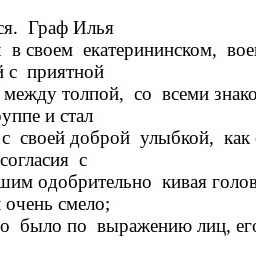 ся. Граф Илья
в своем екатерининском, вое
й с приятной
между толпой, со всеми знако
уппе и стал
с своей доброй улыбкой, как
согласия с
шим одобрительно кивая голов
очень смело;
о было по выражению лиц, его